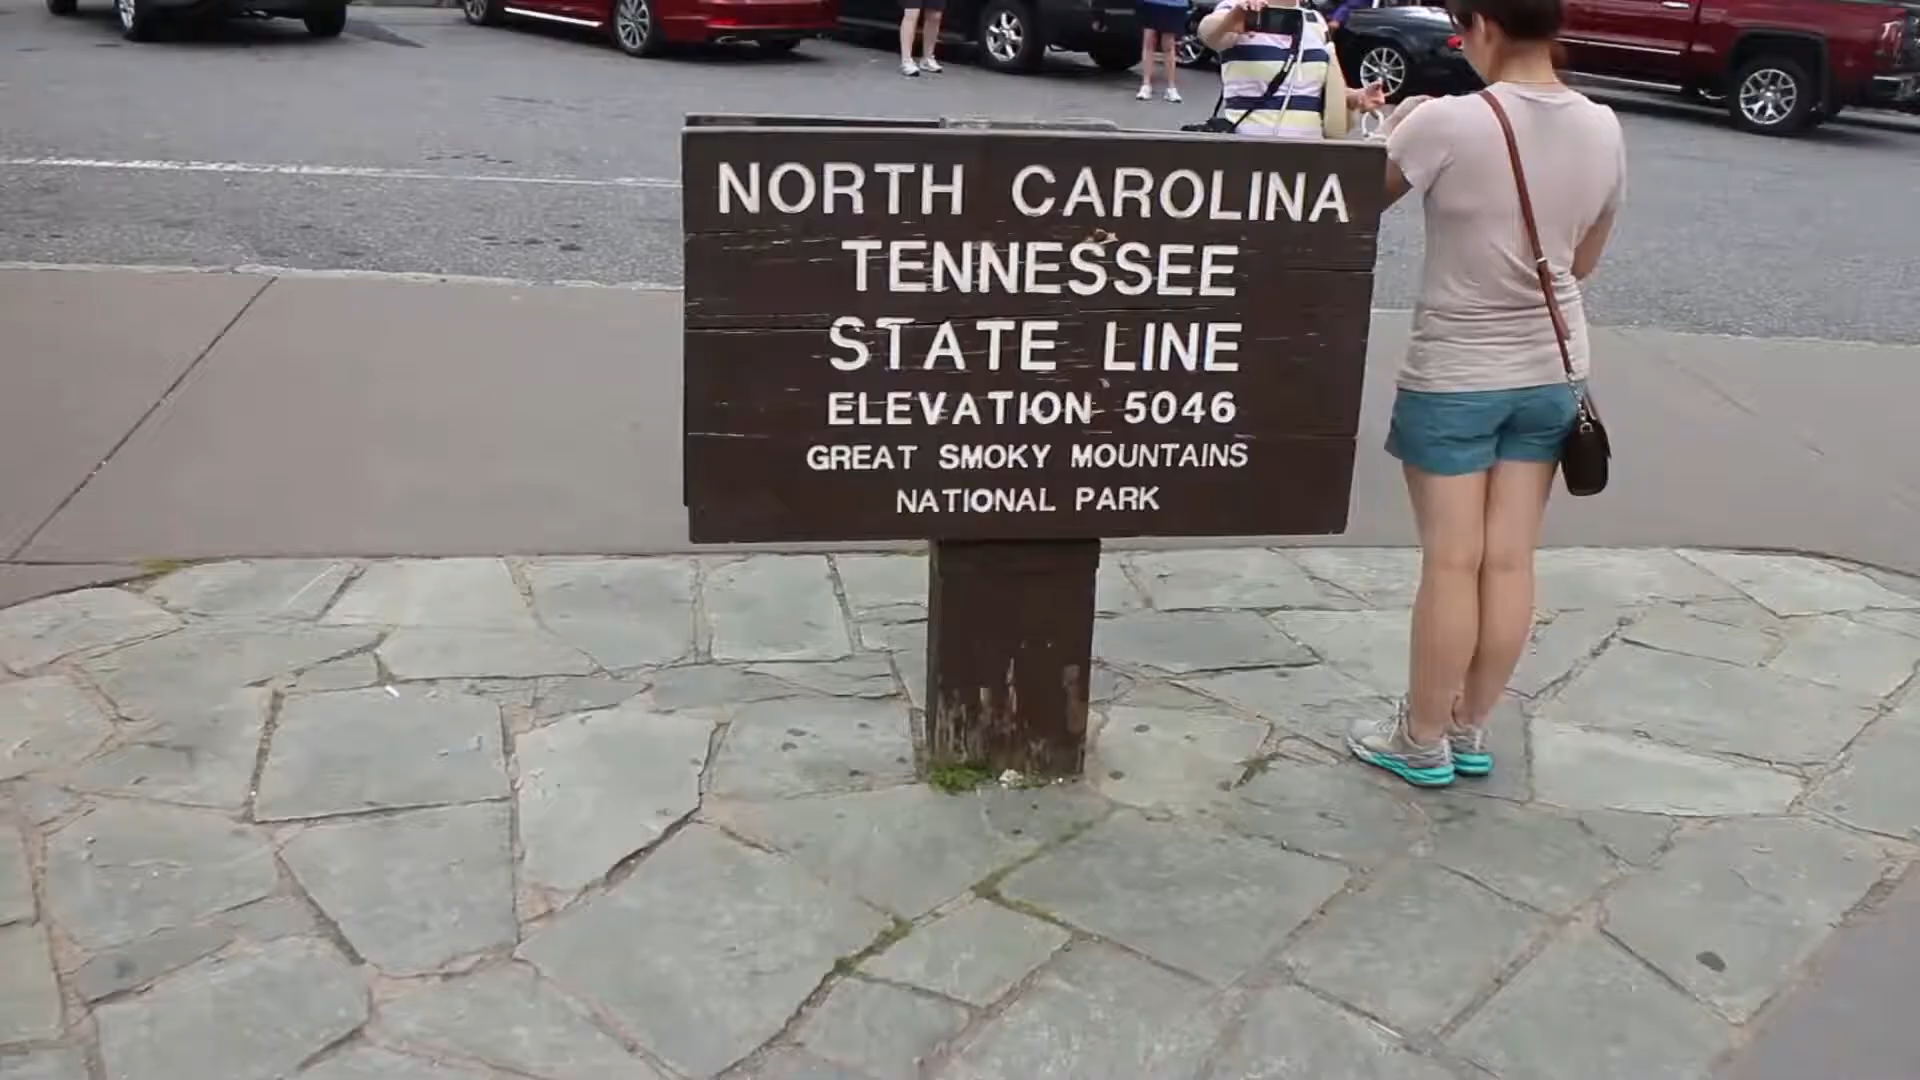 NORTH CAROLINA
TENNESSEE
STATE LINE
ELEVATION 5046
GREAT SMOKY MOUNTAINS
NATIONAL PARK